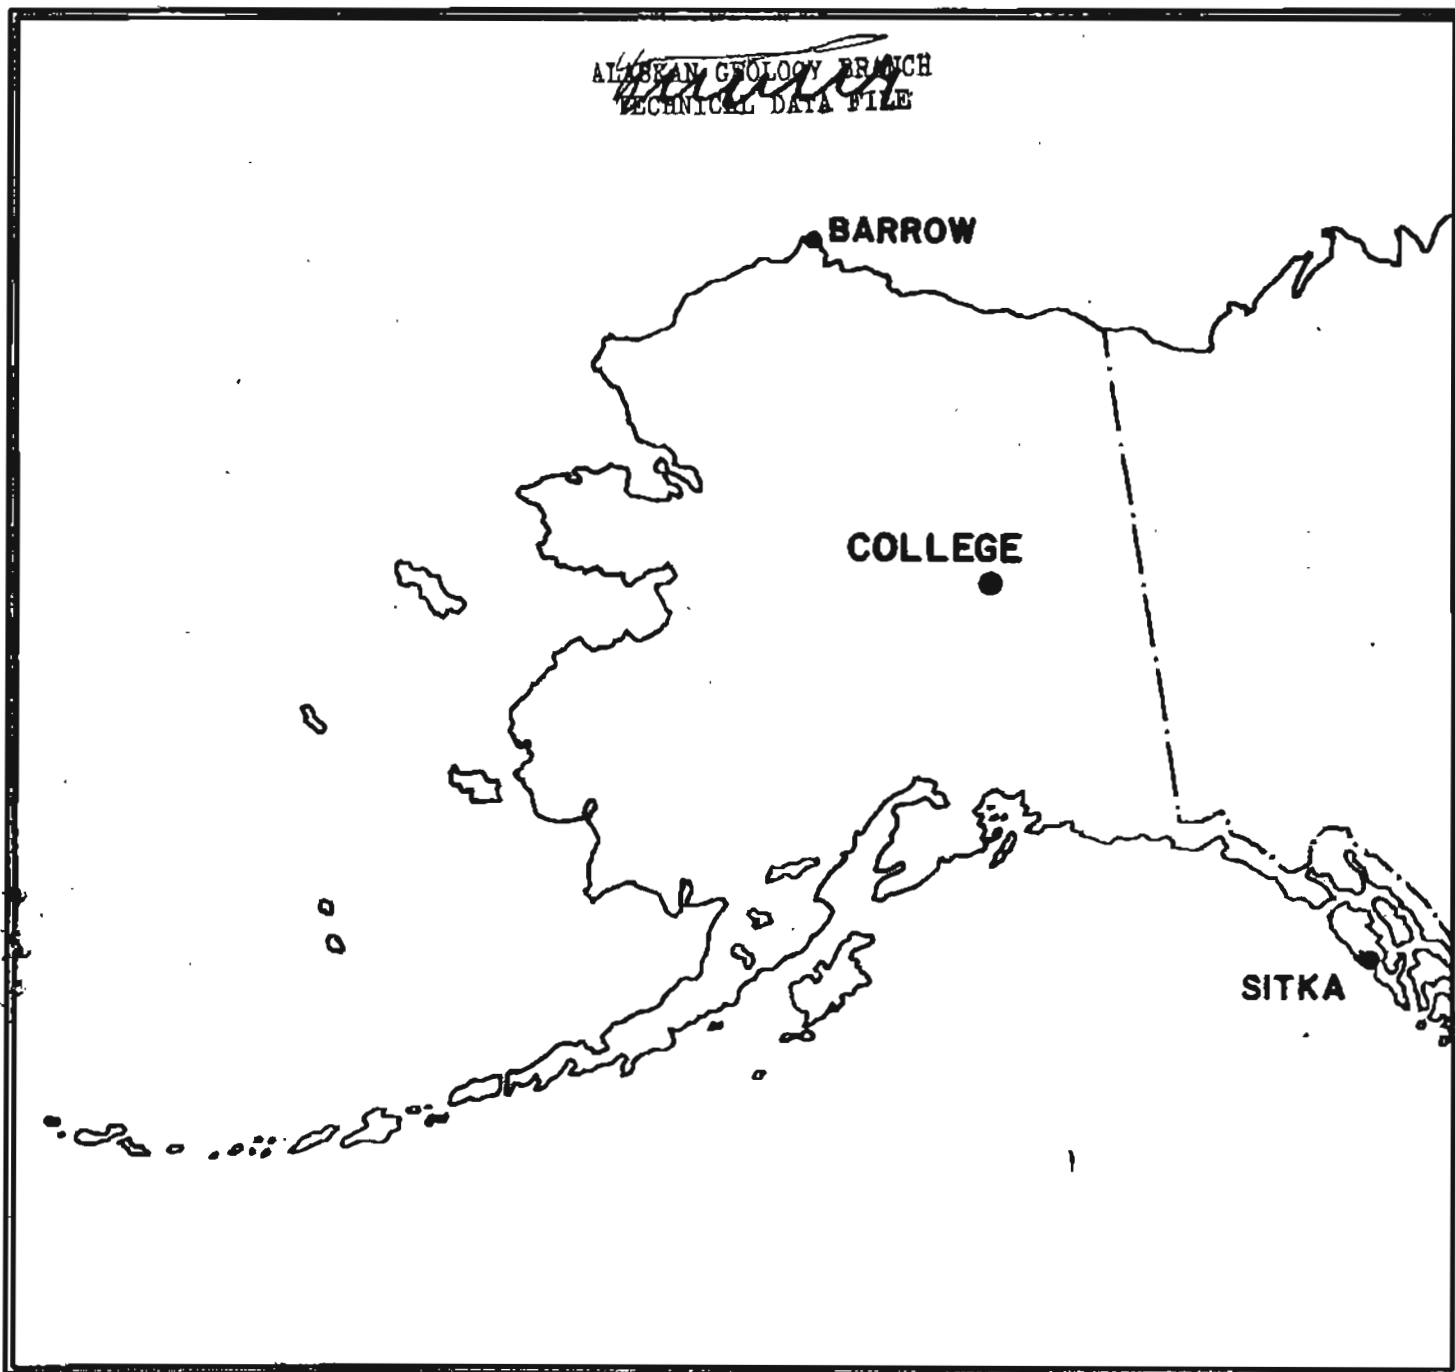 ALASKAN GEOLOGY BRANCH
TECHNICAL DATA FILE
BARROW
COLLEGE
SITKA